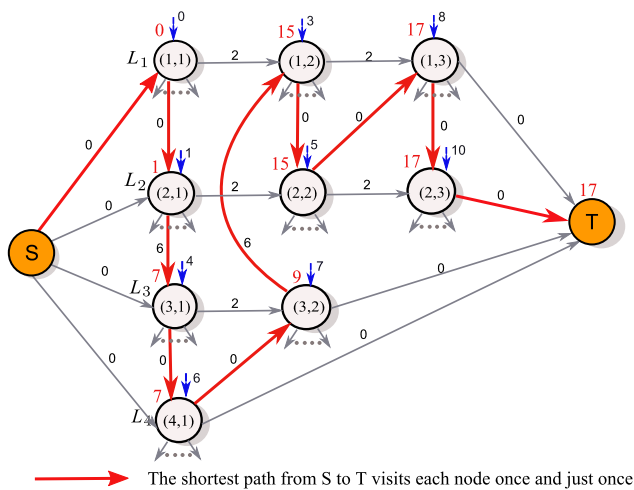 0 0 15 3 17 8
L1 (1,1) 2 (1,2) 2 (1,3)
0 0 0 0 0 0
1 1 15 5 17 10
L2 (2,1) 2 (2,2) 2 (2,3) 0 17
0 S T
6 6
0 7 4 9 7 0
L3 (3,1) 2 (3,2)
0 0 0 0
7 6
L4 (4,1)
The shortest path from S to T visits each node once and just once